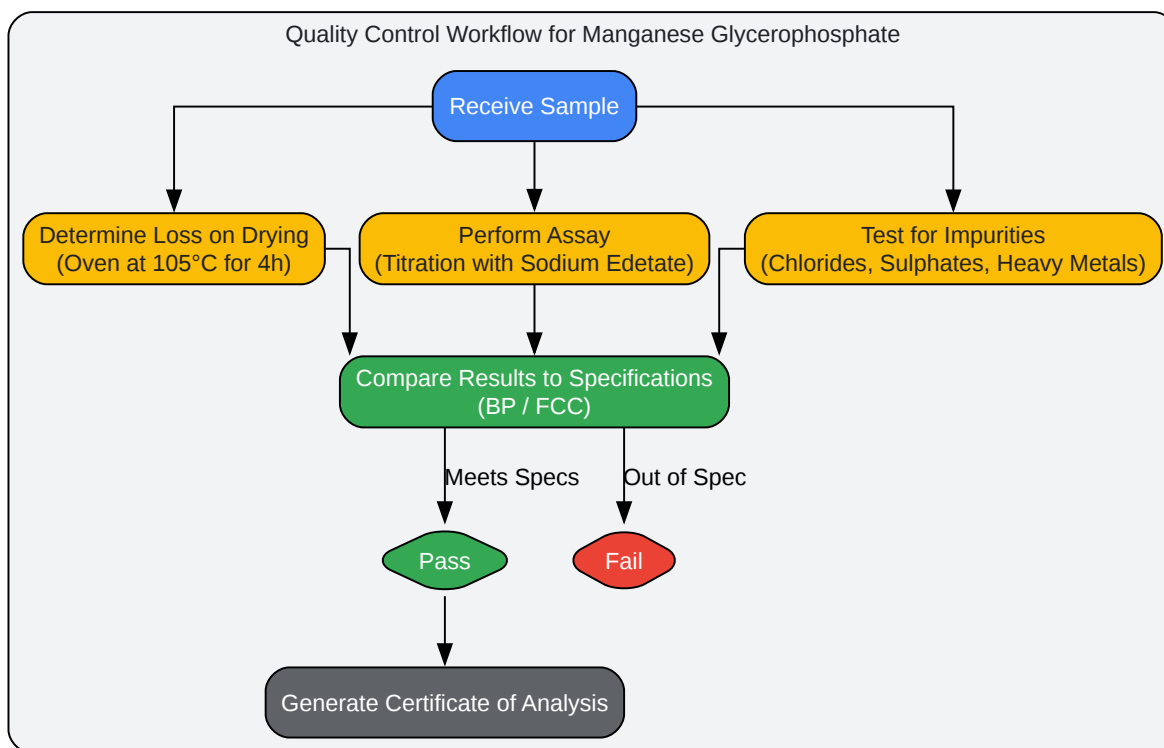 Quality Control Workflow for Manganese Glycerophosphate
Receive Sample
Determine Loss on Drying
(Oven at 105°C for 4h)
Perform Assay
(Titration with Sodium Edetate)
Test for Impurities
(Chlorides, Sulphates, Heavy Metals)
Compare Results to Specifications
(BP / FCC)
Meets Specs
Out of Spec
Pass
Fail
Generate Certificate of Analysis